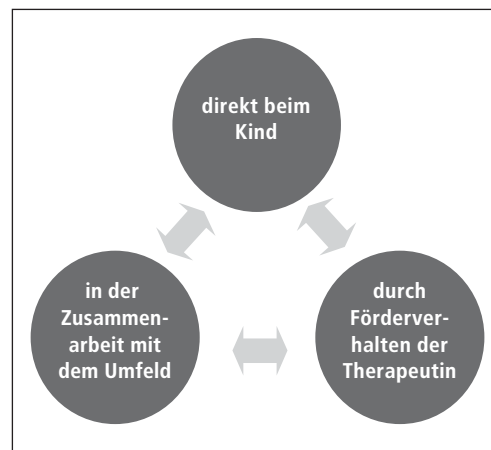 direkt beim
Kind
in der
Zusammen-
arbeit mit
dem Umfeld
durch
Förderver-
halten der
Therapeutin